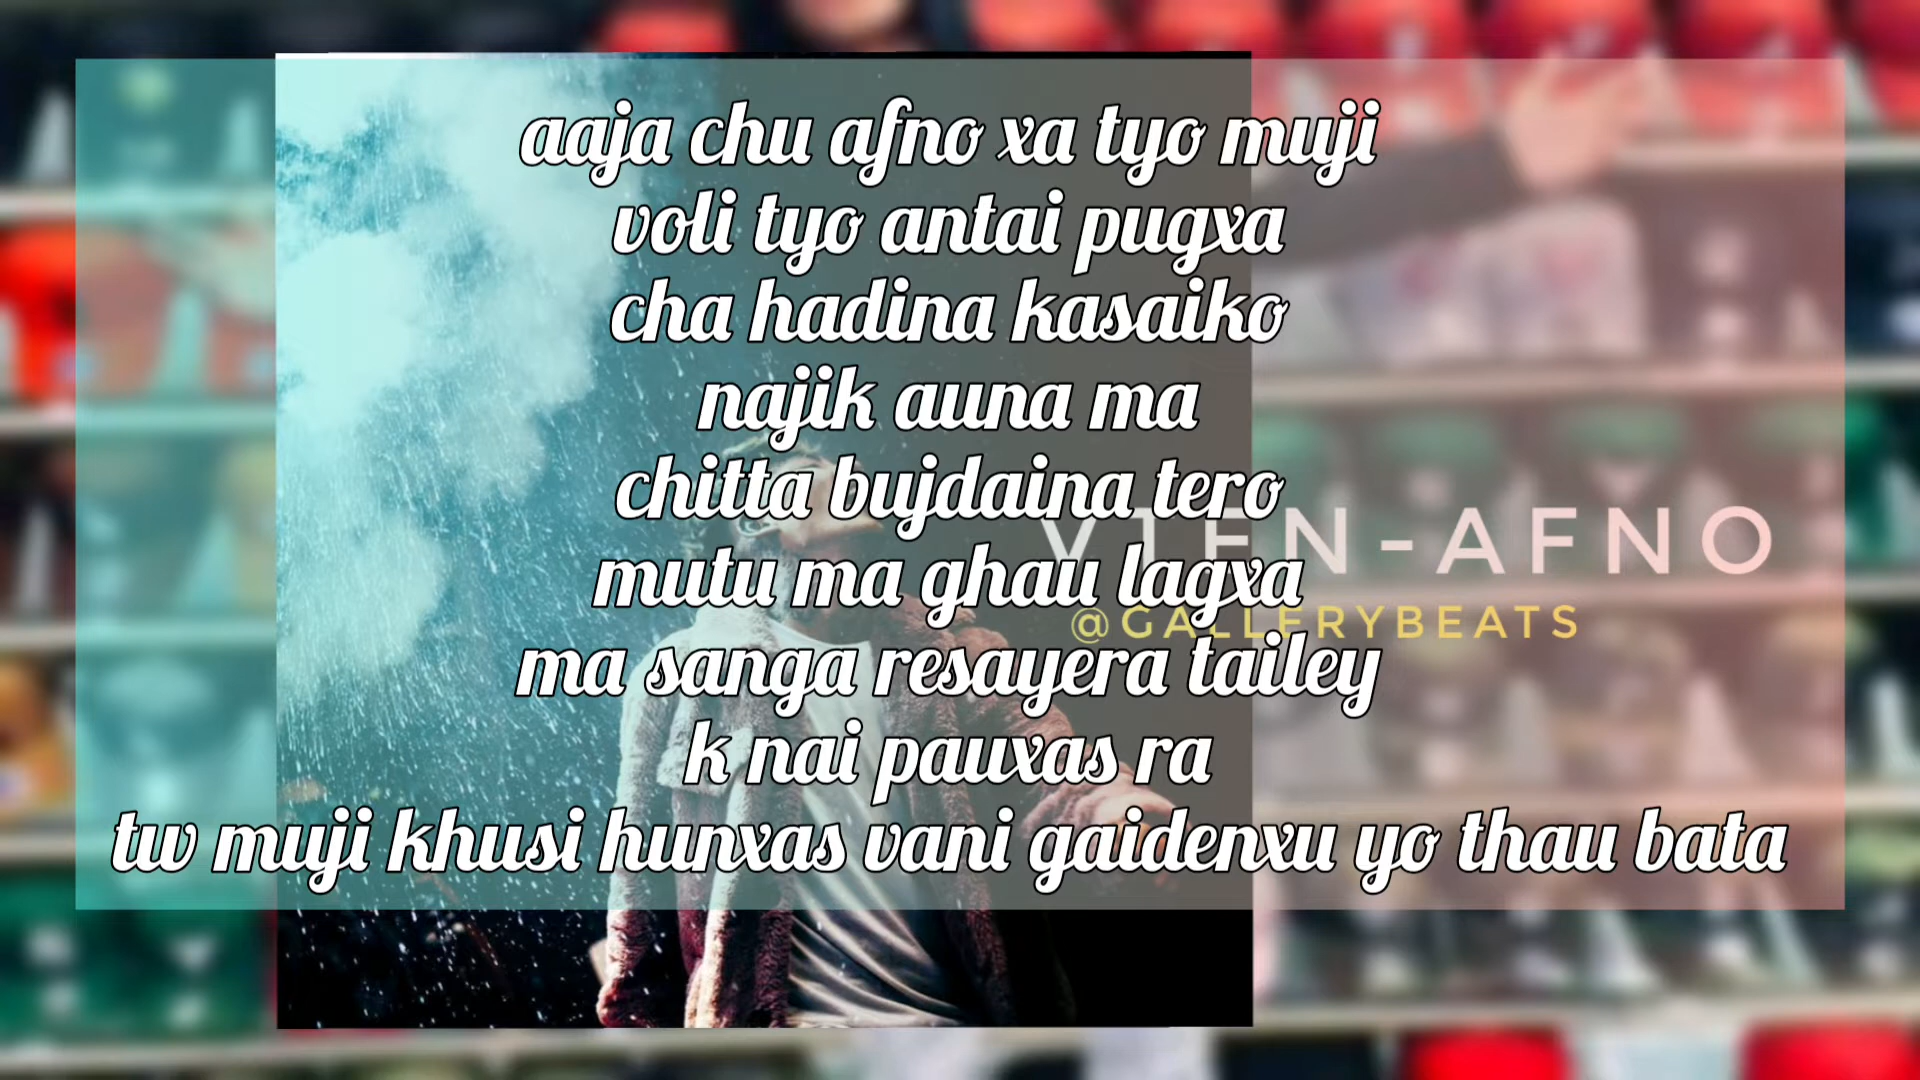 aaja chu afno xa tyo muji
voli tyo antai pugxa
cha hadina kasaiko
najik auna ma
chitta bujdaina tero
mutu ma ghau lagxa
ma sanga resayera tailey
k nai pauxas ra
tw muji khusi hunxas vani gaidenxu yo thau bata
VTEN-AFNO
@GALLERYBEATS